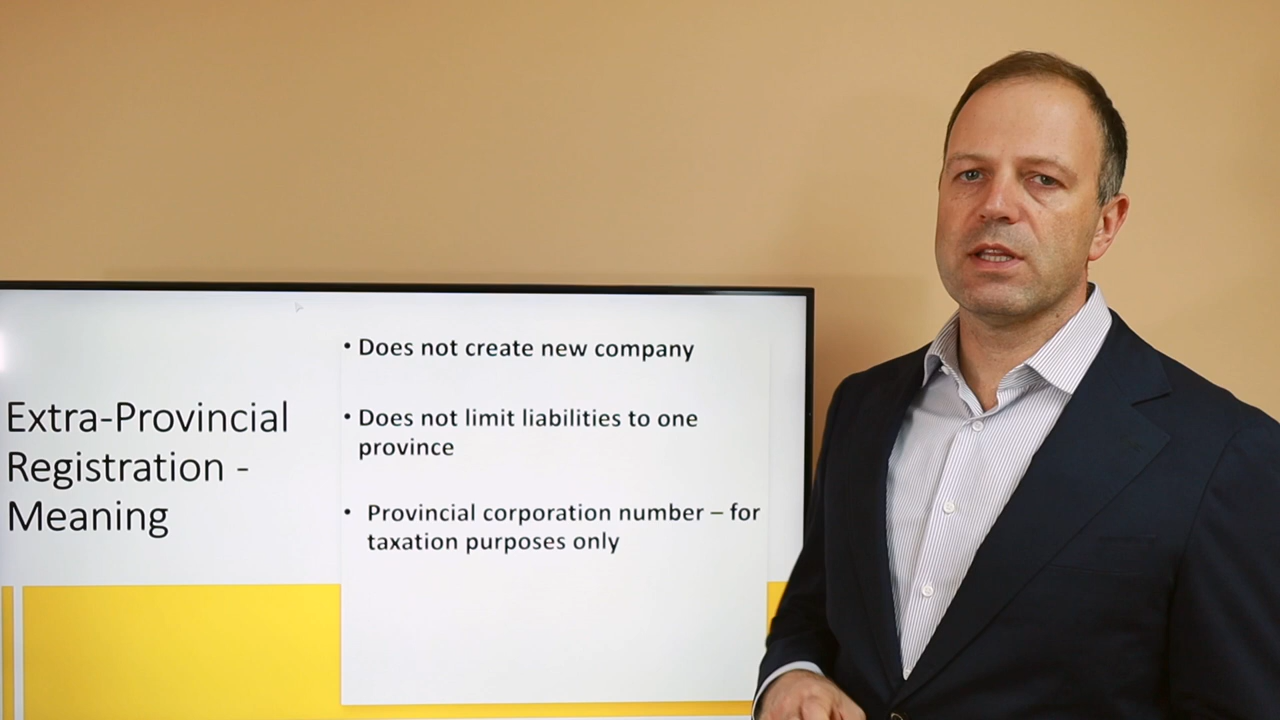 Extra-Provincial
Registration -
Meaning
• Does not create new company
• Does not limit liabilities to one
province
• Provincial corporation number – for
taxation purposes only